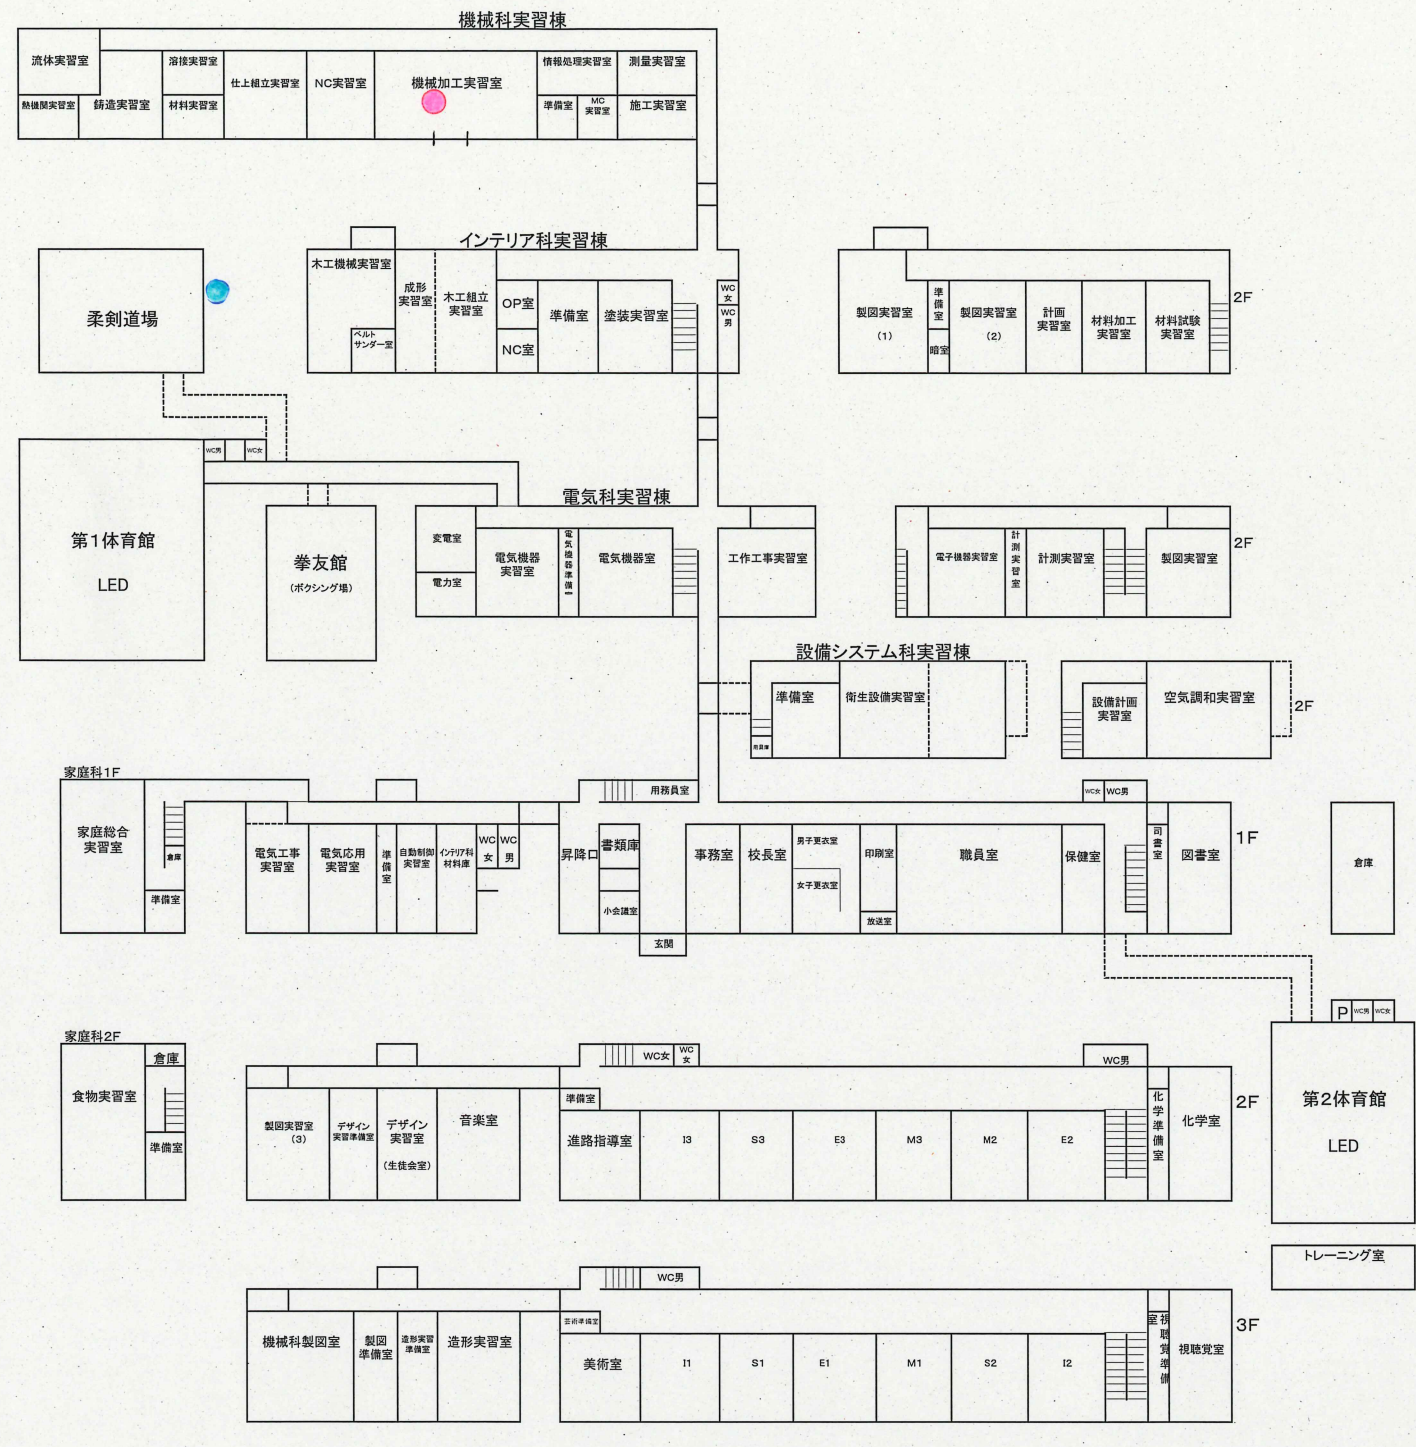 機械科実習棟
流体実習室
溶接実習室
仕上組立実習室
NC実習室
機械加工実習室
情報処理実習室
測量実習室
熱機関実習室
鋳造実習室
材料実習室
準備室
MC
実習室
施工実習室
インテリア科実習棟
柔剣道場
木工機械実習室
成形
実習室
木工組立
実習室
OP室
NC室
準備室
塗装実習室
WC
女
WC
男
ベルト
サンダー室
製図実習室
(1)
準備室
暗室
製図実習室
(2)
計画
実習室
材料加工
実習室
材料試験
実習室
2F
WC男
WC女
第1体育館
LED
拳友館
(ボクシング場)
電気科実習棟
変電室
電力室
電気機器
実習室
電気機器準備室
電気機器室
工作工事実習室
電子機器実習室
計測実習室
計測実習室
製図実習室
2F
設備システム科実習棟
準備室
衛生設備実習室
用具庫
設備計画
実習室
空気調和実習室
2F
家庭科1F
家庭総合
実習室
倉庫
準備室
電気工事
実習室
電気応用
実習室
準備室
自動制御
実習室
インテリア科
材料庫
WC
女
WC
男
用務員室
昇降口
書類庫
小会議室
玄関
事務室
校長室
男子更衣室
女子更衣室
印刷室
放送室
職員室
保健室
WC女
WC男
司書室
図書室
1F
倉庫
家庭科2F
食物実習室
倉庫
準備室
製図実習室
(3)
デザイン
実習準備室
デザイン
実習室
(生徒会室)
音楽室
WC女
WC
女
準備室
進路指導室
I3
S3
E3
M3
M2
E2
WC男
化学準備室
化学室
2F
P
WC男
WC女
第2体育館
LED
トレーニング室
機械科製図室
製図
準備室
造形実習
準備室
造形実習室
WC男
芸術準備室
美術室
I1
S1
E1
M1
S2
I2
視聴覚準備室
視聴覚室
3F